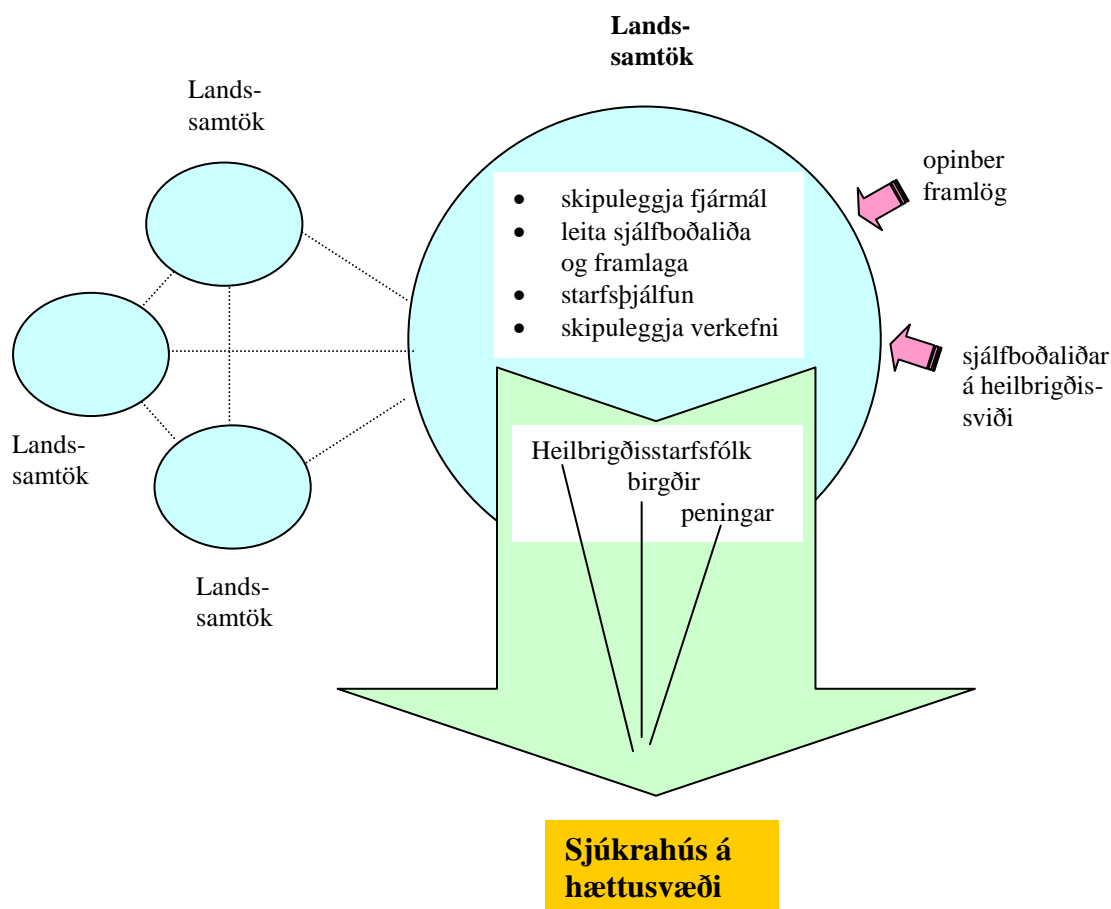 Lands-
samtök
Lands-
samtök
opinber
framlög
• skipuleggja fjármál
• leita sjálfboðaliða
og framlaga
• starfsþjálfun
• skipuleggja verkefni
sjálfboðaliðar
á heilbrigðis-
sviði
Lands-
samtök
Heilbrigðisstarfsfólk
birgðir
peningar
Lands-
samtök
Sjúkrahús á
hættusvæði